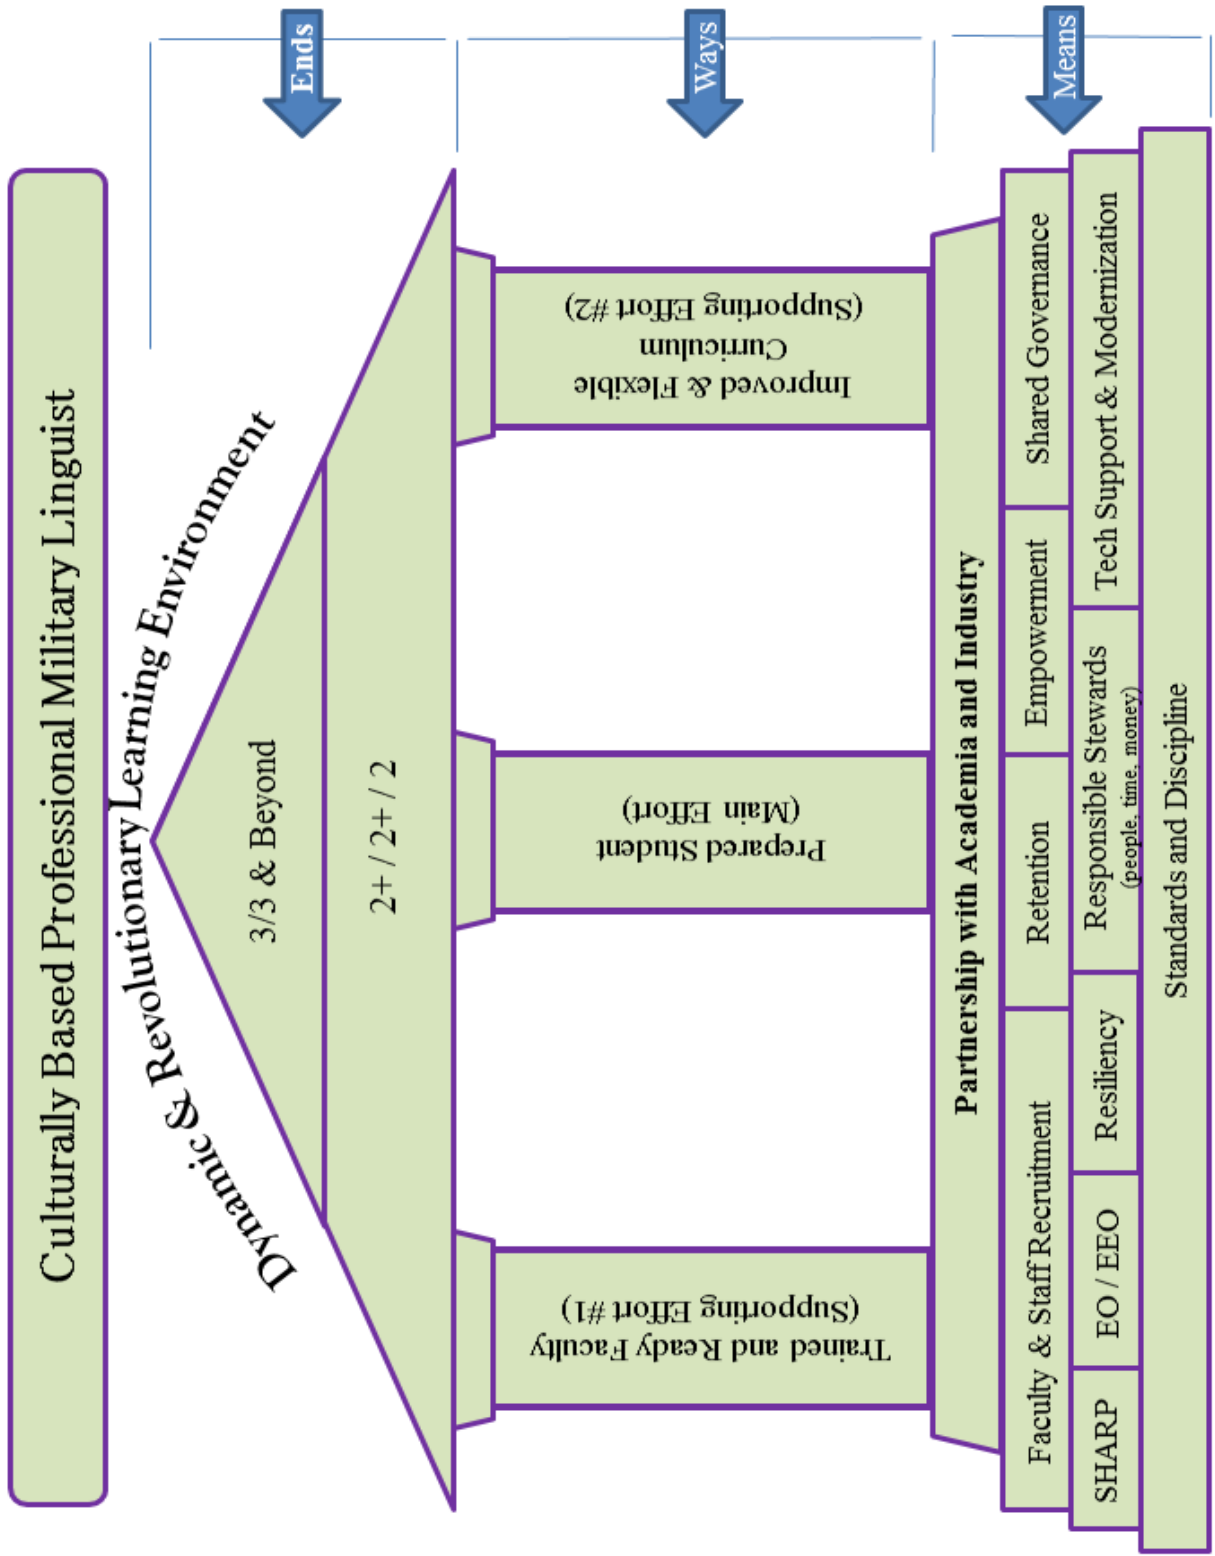 Culturally Based Professional Military Linguist
Dynamic & Revolutionary Learning Environment
Ends
3/3 & Beyond
2+ / 2+ / 2
Ways
Trained and Ready Faculty
(Supporting Effort #1)
Prepared Student
(Main Effort)
Improved & Flexible
Curriculum
(Supporting Effort #2)
Means
Partnership with Academia and Industry
Faculty & Staff Recruitment
Retention
Empowerment
Shared Governance
SHARP
EO / EEO
Resiliency
Responsible Stewards
(people, time, money)
Tech Support & Modernization
Standards and Discipline